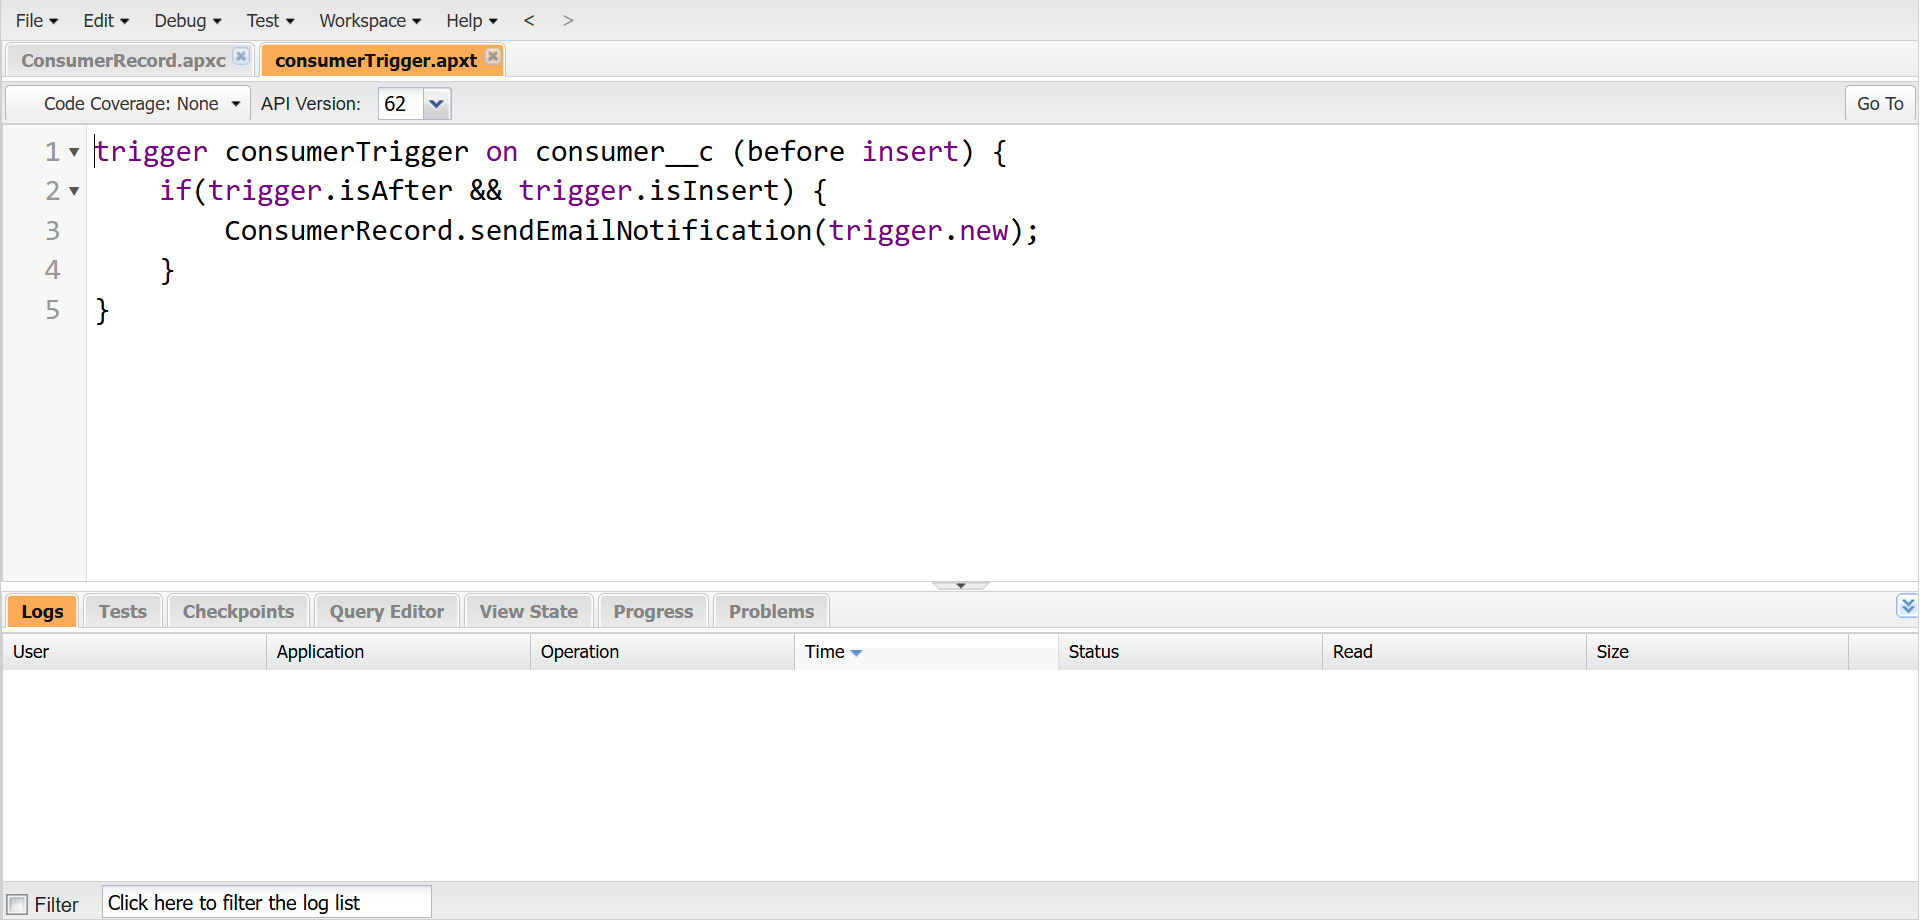 File Edit Debug Test Workspace Help < >
ConsumerRecord.apxc consumerTrigger.apxt
Code Coverage: None API Version: 62 Go To
1 trigger consumerTrigger on consumer__c (before insert) {
2 if(trigger.isAfter && trigger.isInsert) {
3 ConsumerRecord.sendEmailNotification(trigger.new);
4 }
5 }
Logs Tests Checkpoints Query Editor View State Progress Problems
User Application Operation Time Status Read Size
Filter Click here to filter the log list